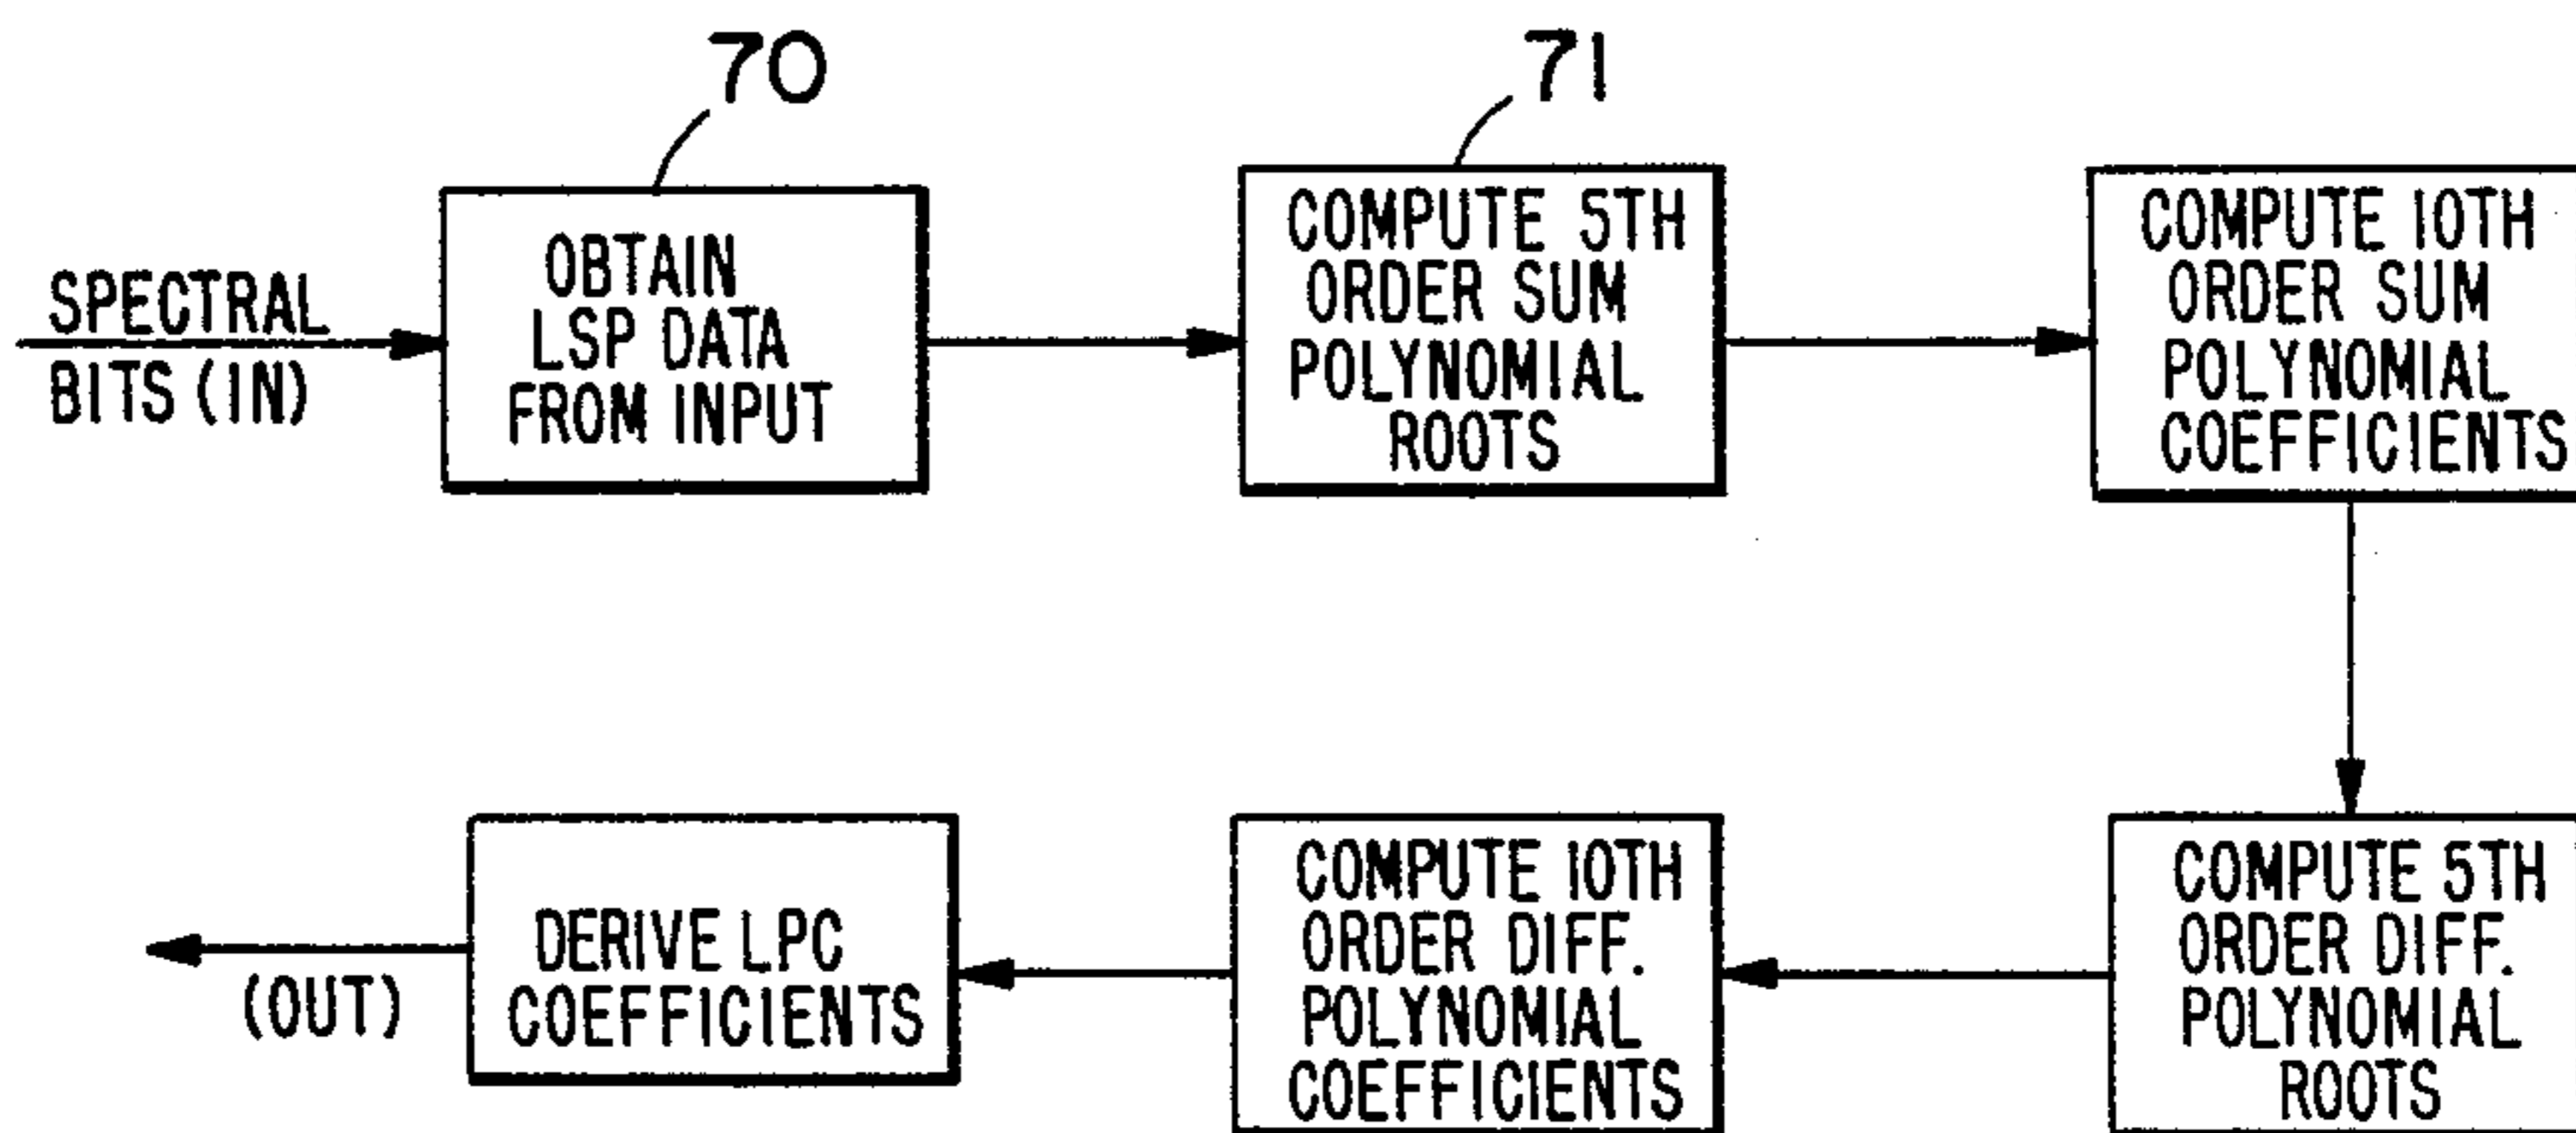 70
71
SPECTRAL
BITS (IN)
OBTAIN
LSP DATA
FROM INPUT
COMPUTE 5TH
ORDER SUM
POLYNOMIAL
ROOTS
COMPUTE 10TH
ORDER SUM
POLYNOMIAL
COEFFICIENTS
COMPUTE 5TH
ORDER DIFF.
POLYNOMIAL
ROOTS
COMPUTE 10TH
ORDER DIFF.
POLYNOMIAL
COEFFICIENTS
DERIVE LPC
COEFFICIENTS
(OUT)